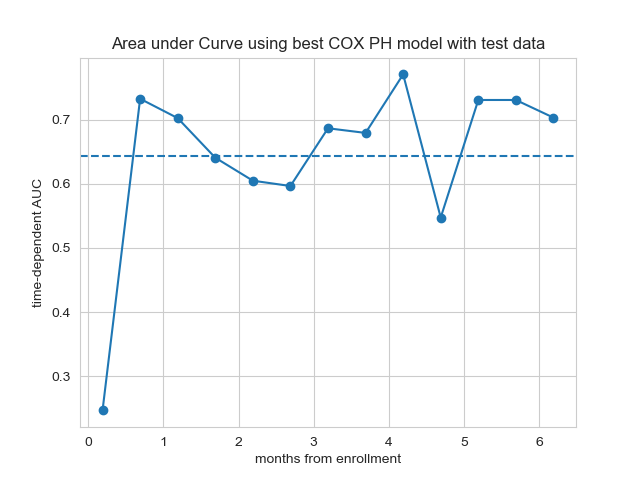 Area under Curve using best COX PH model with test data
time-dependent AUC
0.7
0.6
0.5
0.4
0.3
0 1 2 3 4 5 6
months from enrollment